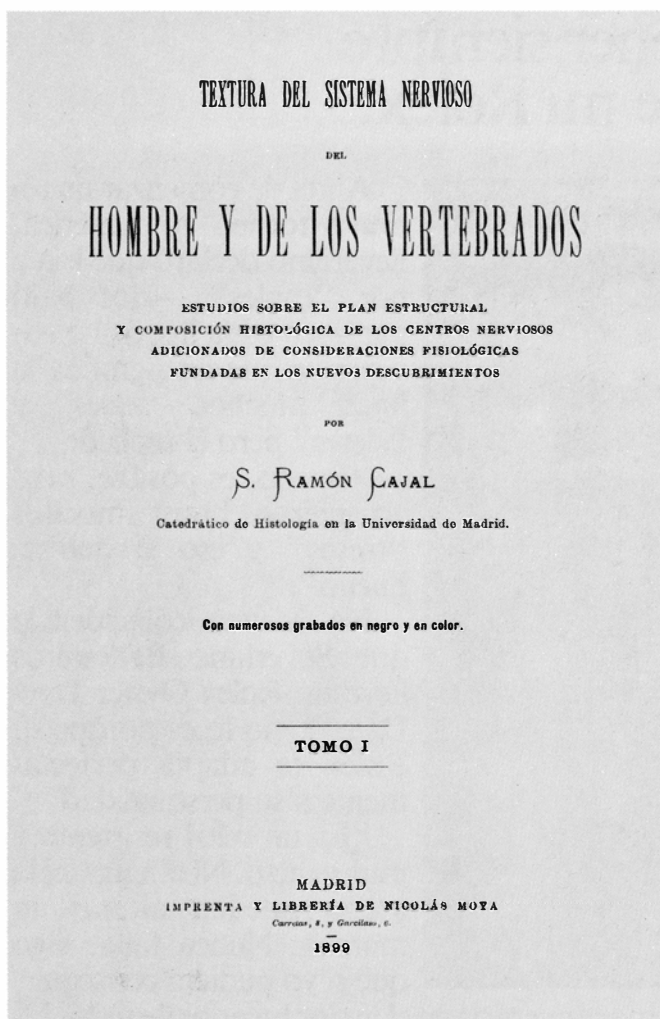 TEXTURA DEL SISTEMA NERVIOSO
DEL
HOMBRE Y DE LOS VERTEBRADOS
ESTUDIOS SOBRE EL PLAN ESTRUCTURAL
Y COMPOSICIÓN HISTOLÓGICA DE LOS CENTROS NERVIOSOS
ADICIONADOS DE CONSIDERACIONES FISIOLÓGICAS
FUNDADAS EN LOS NUEVOS DESCUBRIMIENTOS
POR
S. RAMÓN CAJAL
Catedrático de Histología en la Universidad de Madrid.
Con numerosos grabados en negro y en color.
TOMO I
MADRID
IMPRENTA Y LIBRERÍA DE NICOLÁS MOYA
Carretas, 8, y Garcilaso, 6.
1899